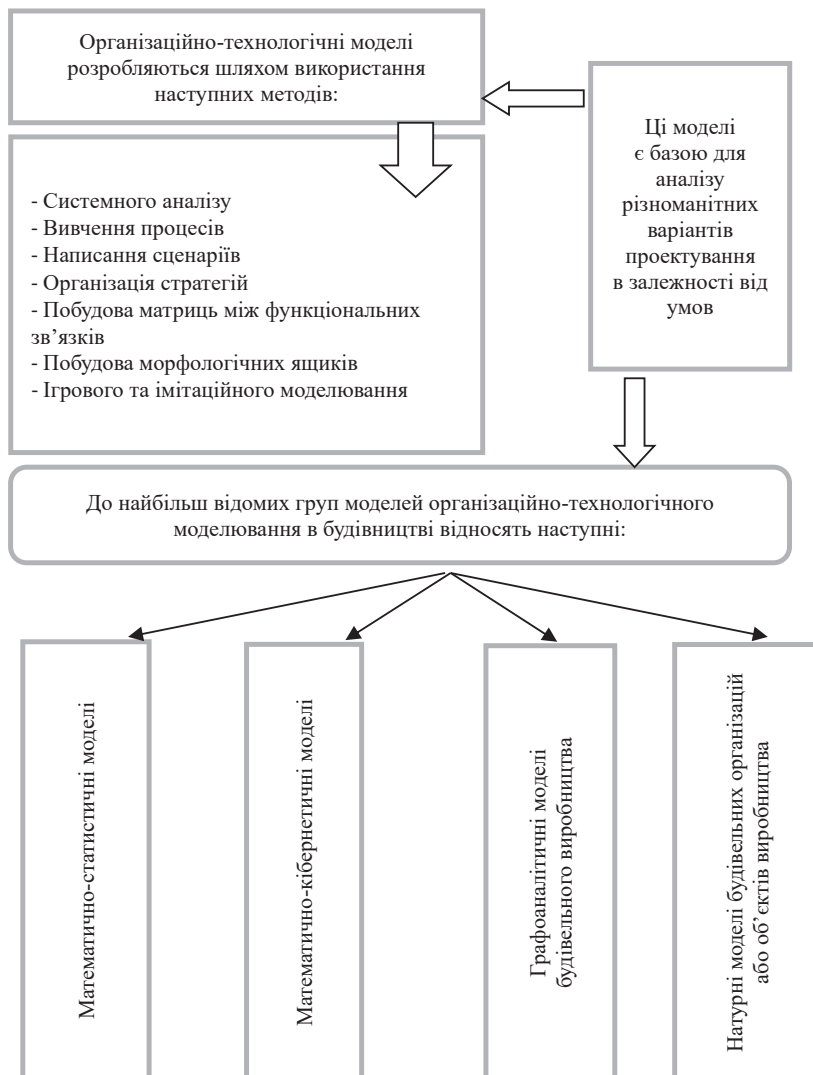 Організаційно-технологічні моделі
розробляються шляхом використання
наступних методів:
Ці моделі
є базою для
аналізу
різноманітних
варіантів
проектування
в залежності від
умов
- Системного аналізу
- Вивчення процесів
- Написання сценаріїв
- Організація стратегій
- Побудова матриць між функціональних
зв’язків
- Побудова морфологічних ящиків
- Ігрового та імітаційного моделювання
До найбільш відомих груп моделей організаційно-технологічного
моделювання в будівництві відносять наступні:
Математично-статистичні моделі
Математично-кібернетичні моделі
Графоаналітичні моделі
будівельного виробництва
Натурні моделі будівельних організацій
або об’єктів виробництва